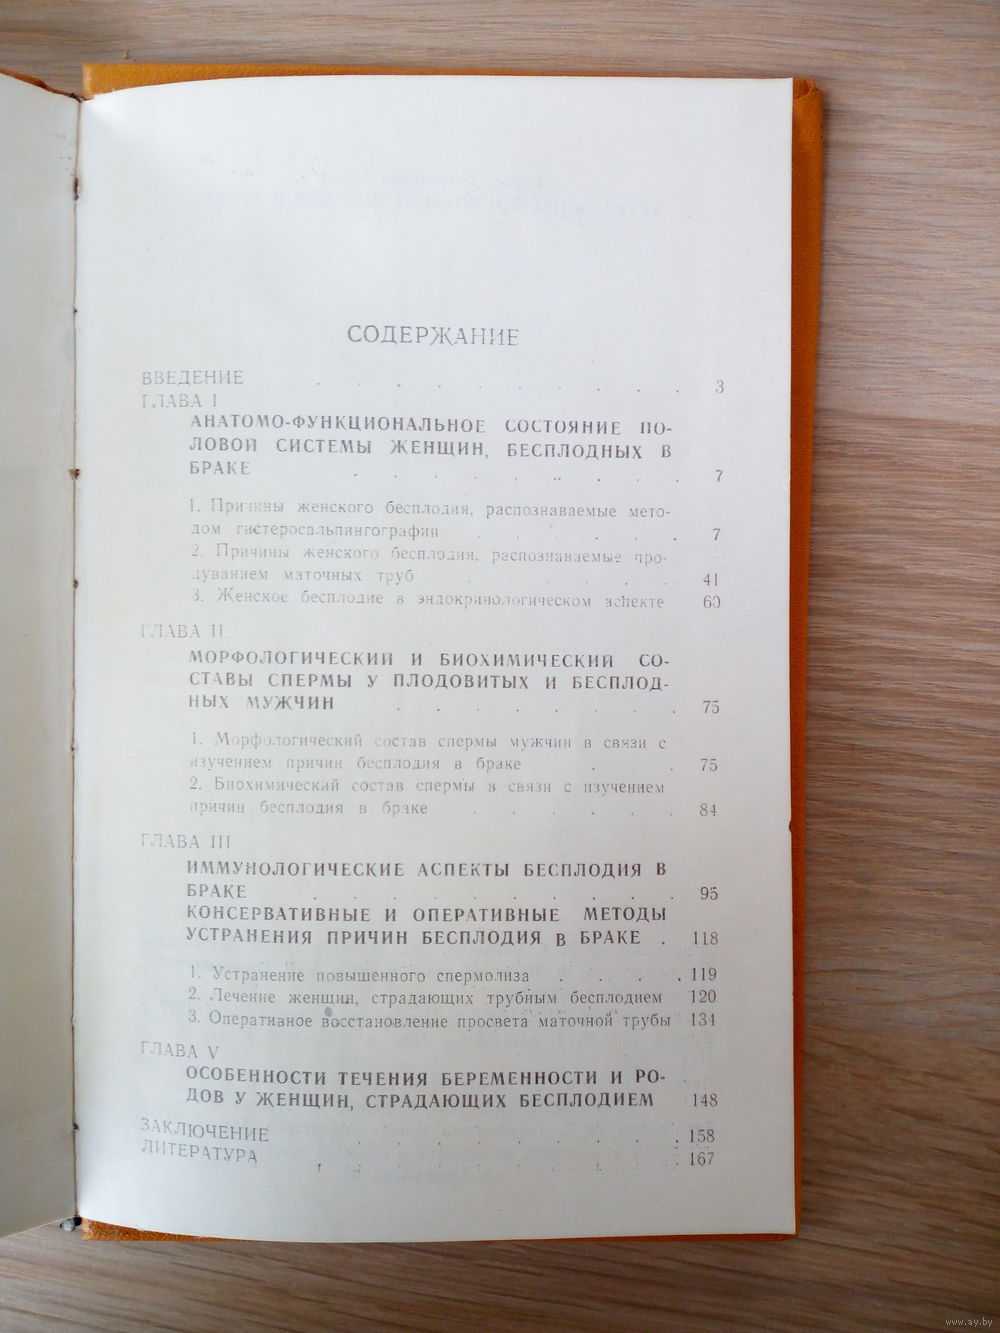 СОДЕРЖАНИЕ
ВВЕДЕНИЕ . . . . . . . . . . 3
ГЛАВА I
АНАТОМО-ФУНКЦИОНАЛЬНОЕ СОСТОЯНИЕ ПО-
ЛОВОЙ СИСТЕМЫ ЖЕНЩИН, БЕСПЛОДНЫХ В
БРАКЕ . . . . . . . . . 7
1. Причины женского бесплодия, распознаваемые мето-
дом гистеросальпингографии . . . . . 7
2. Причины женского бесплодия, распознаваемые про-
дуванием маточных труб . . . . . 41
3. Женское бесплодие в эндокринологическом аспекте 60
ГЛАВА II
МОРФОЛОГИЧЕСКИЙ И БИОХИМИЧЕСКИЙ СО-
СТАВЫ СПЕРМЫ У ПЛОДОВИТЫХ И БЕСПЛОД-
НЫХ МУЖЧИН . . . . . . . . 75
1. Морфологический состав спермы мужчин в связи с
изучением причин бесплодия в браке . . 75
2. Биохимический состав спермы в связи с изучением
причин бесплодия в браке . . . . . . 84
ГЛАВА III
ИММУНОЛОГИЧЕСКИЕ АСПЕКТЫ БЕСПЛОДИЯ В
БРАКЕ . . . . . . . . . . 95
КОНСЕРВАТИВНЫЕ И ОПЕРАТИВНЫЕ МЕТОДЫ
УСТРАНЕНИЯ ПРИЧИН БЕСПЛОДИЯ В БРАКЕ . 118
1. Устранение повышенного спермолиза . . . . 119
2. Лечение женщин, страдающих трубным бесплодием 120
3. Оперативное восстановление просвета маточной трубы 134
ГЛАВА V
ОСОБЕННОСТИ ТЕЧЕНИЯ БЕРЕМЕННОСТИ И РО-
ДОВ У ЖЕНЩИН, СТРАДАЮЩИХ БЕСПЛОДИЕМ 148
ЗАКЛЮЧЕНИЕ . . . . . . . . . 158
ЛИТЕРАТУРА . . . . . . . . . 167
www.ay.by